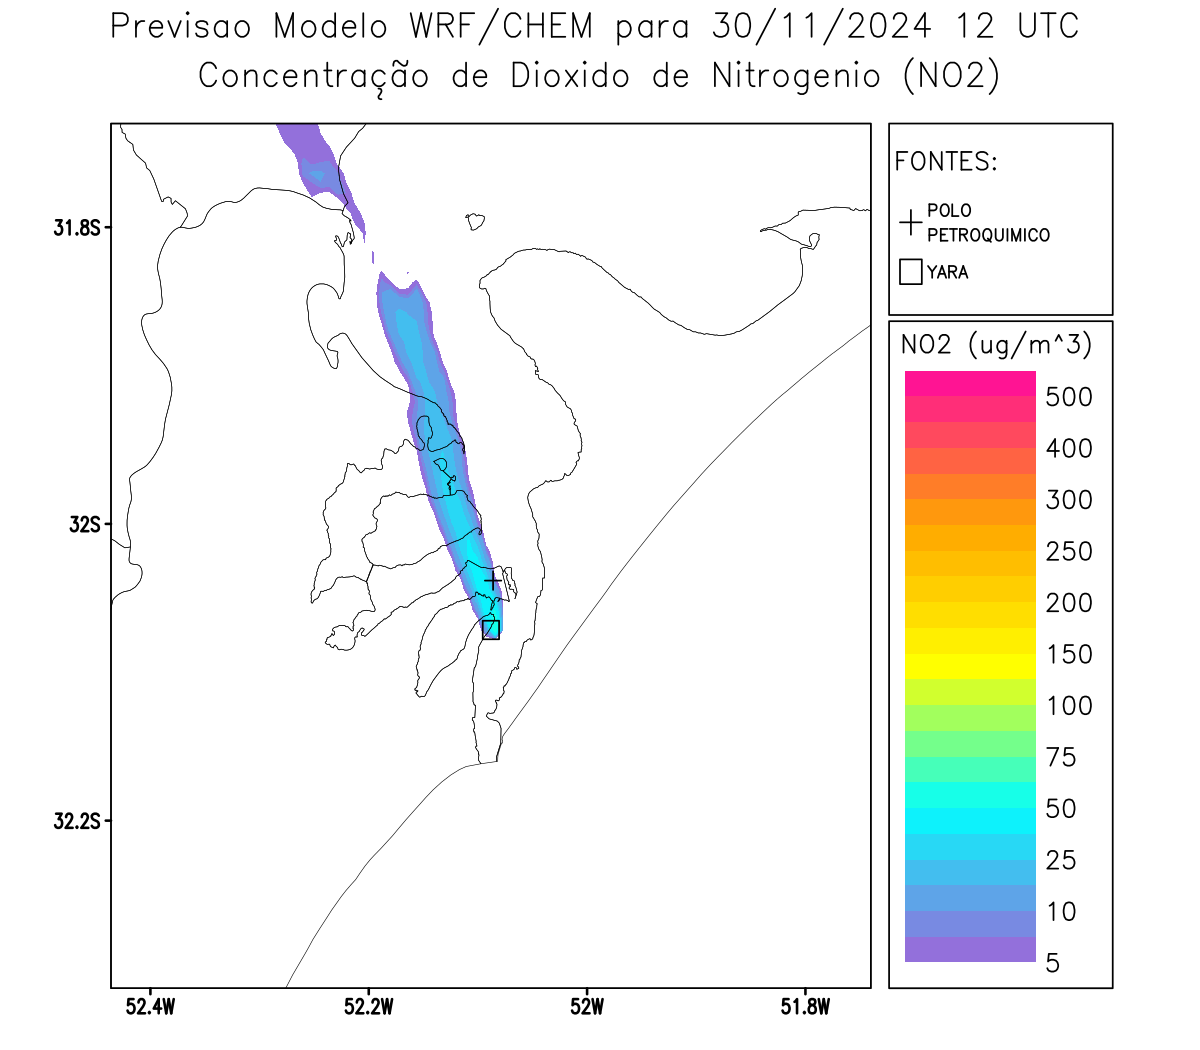 Previsao Modelo WRF/CHEM para 30/11/2024 12 UTC
Concentração de Dioxido de Nitrogenio (NO2)
FONTES:
POLO
PETROQUIMICO
YARA
NO2 (ug/m^3)
500
400
300
250
200
150
100
75
50
25
10
5
31.8S
32S
32.2S
52.4W
52.2W
52W
51.8W